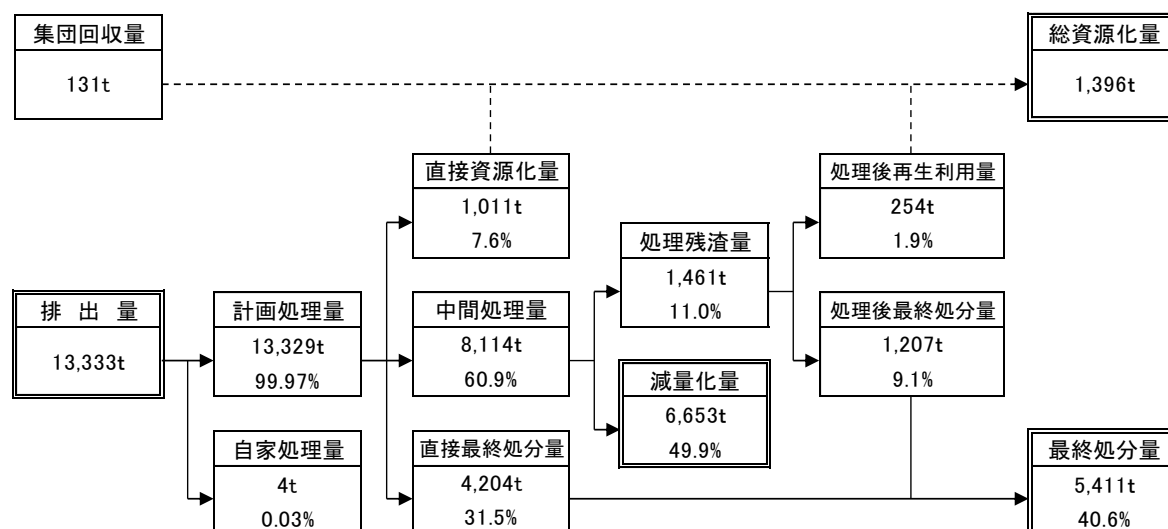 集団回収量
131t
総資源化量
1,396t
直接資源化量
1,011t
7.6%
処理後再生利用量
254t
1.9%
処理残渣量
1,461t
11.0%
排 出 量
13,333t
計画処理量
13,329t
99.97%
中間処理量
8,114t
60.9%
処理後最終処分量
1,207t
9.1%
減量化量
6,653t
49.9%
自家処理量
4t
0.03%
直接最終処分量
4,204t
31.5%
最終処分量
5,411t
40.6%